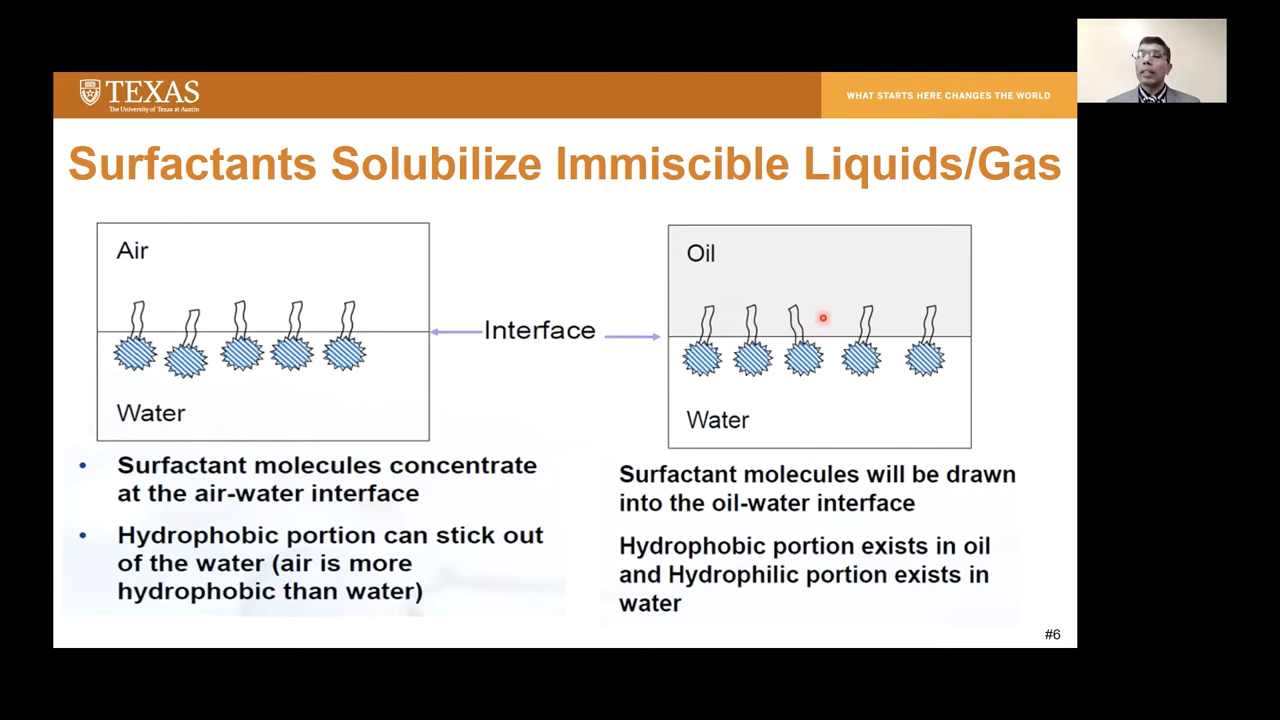 TEXAS
The University of Texas at Austin
WHAT STARTS HERE CHANGES THE WORLD
Surfactants Solubilize Immiscible Liquids/Gas
Air
Water
Interface
Oil
Water
• Surfactant molecules concentrate
at the air-water interface
• Hydrophobic portion can stick out
of the water (air is more
hydrophobic than water)
Surfactant molecules will be drawn
into the oil-water interface
Hydrophobic portion exists in oil
and Hydrophilic portion exists in
water
#6